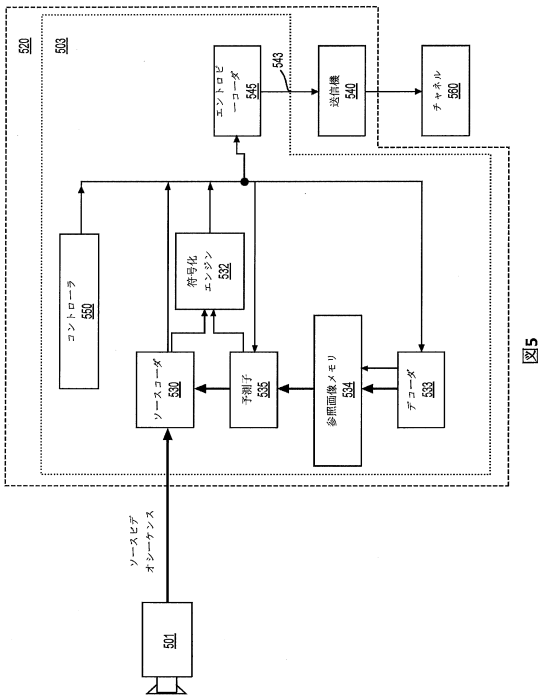 520
503
コントローラ
550
エントロピ
ーコーダ
545
543
送信機
540
チャネル
560
符号化
エンジン
532
ソースコーダ
530
予測子
535
参照画像メモリ
534
デコーダ
533
ソースビデ
オシーケンス
501
図5